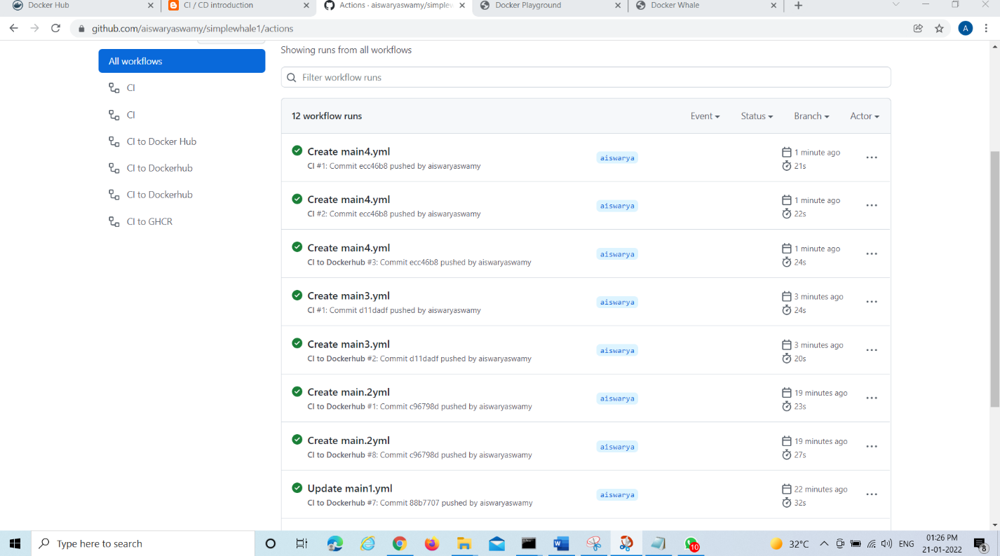 Docker Hub
CI / CD introduction
Actions · aiswaryaswamy/simplew
Docker Playground
Docker Whale
github.com/aiswaryaswamy/simplewhale1/actions
A
All workflows
CI
CI
CI to Docker Hub
CI to Dockerhub
CI to Dockerhub
CI to GHCR
Showing runs from all workflows
Filter workflow runs
12 workflow runs
Event
Status
Branch
Actor
Create main4.yml
CI #1: Commit ecc46b8 pushed by aiswaryaswamy
aiswarya
1 minute ago
21s
Create main4.yml
CI #2: Commit ecc46b8 pushed by aiswaryaswamy
aiswarya
1 minute ago
22s
Create main4.yml
CI to Dockerhub #3: Commit ecc46b8 pushed by aiswaryaswamy
aiswarya
1 minute ago
24s
Create main3.yml
CI #1: Commit d11dadf pushed by aiswaryaswamy
aiswarya
3 minutes ago
24s
Create main3.yml
CI to Dockerhub #2: Commit d11dadf pushed by aiswaryaswamy
aiswarya
3 minutes ago
20s
Create main.2yml
CI to Dockerhub #1: Commit c96798d pushed by aiswaryaswamy
aiswarya
19 minutes ago
23s
Create main.2yml
CI to Dockerhub #8: Commit c96798d pushed by aiswaryaswamy
aiswarya
19 minutes ago
27s
Update main1.yml
CI to Dockerhub #7: Commit 88b7707 pushed by aiswaryaswamy
aiswarya
22 minutes ago
32s
Type here to search
10
32°C
ENG
01:26 PM
21-01-2022
8